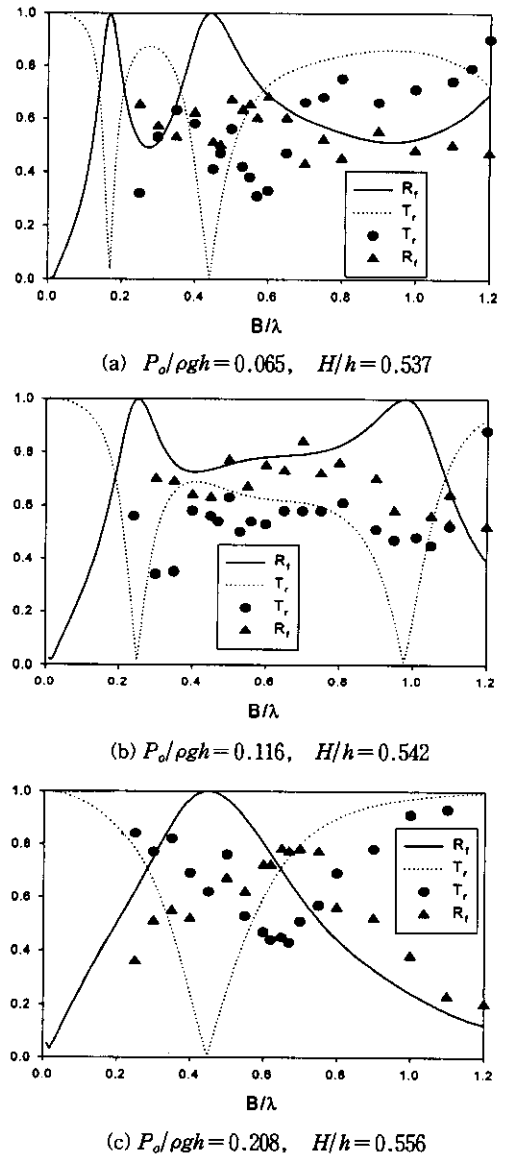 1.0
0.8
0.6
0.4
0.2
0.0
R_f
T_r
T_r
R_f
0.0 0.2 0.4 0.6 0.8 1.0 1.2
B/λ
(a) P_o/ρgh=0.065, H/h=0.537
1.0
0.8
0.6
0.4
0.2
0.0
R_f
T_r
T_r
R_f
0.0 0.2 0.4 0.6 0.8 1.0 1.2
B/λ
(b) P_o/ρgh=0.116, H/h=0.542
1.0
0.8
0.6
0.4
0.2
0.0
R_f
T_r
T_r
R_f
0.0 0.2 0.4 0.6 0.8 1.0 1.2
B/λ
(c) P_o/ρgh=0.208, H/h=0.556